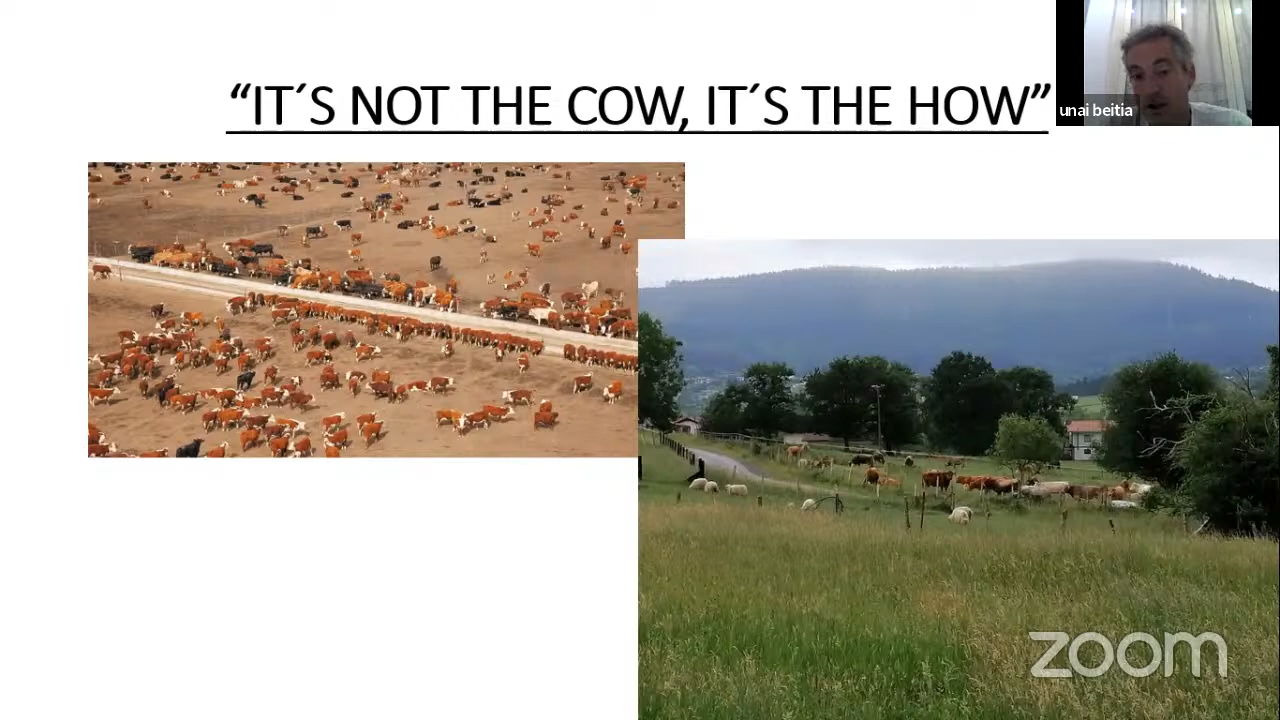 “IT´S NOT THE COW, IT´S THE HOW”
unai beitia
zoom